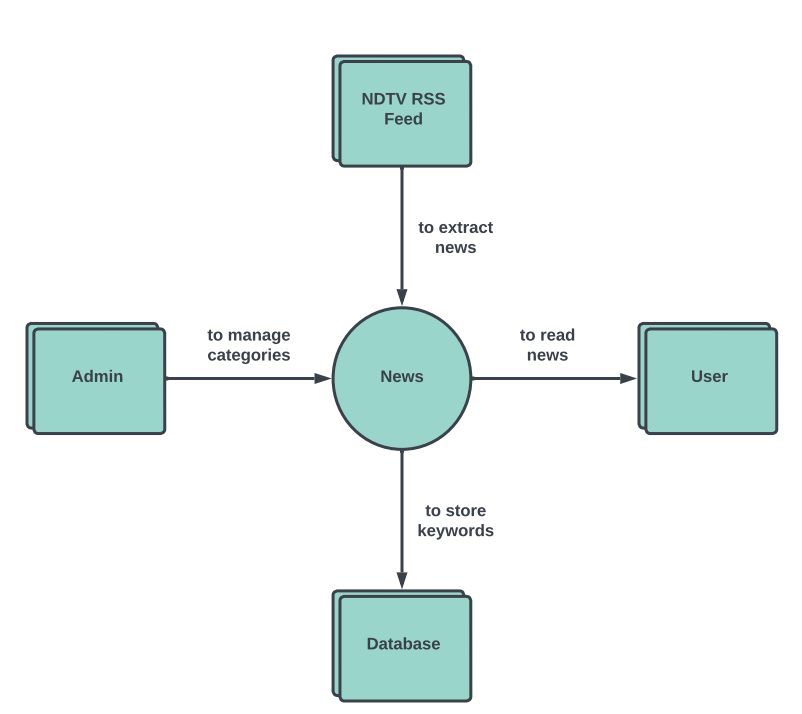 NDTV RSS
Feed
to extract
news
to manage
categories
to read
news
Admin
News
User
to store
keywords
Database